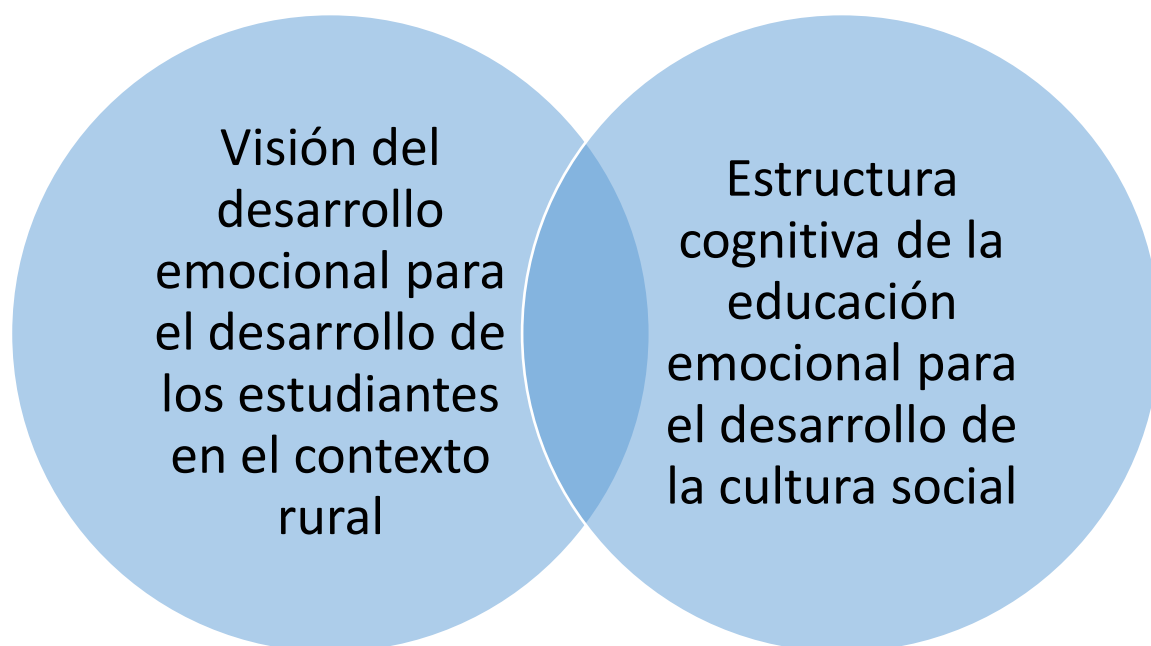 Visión del
desarrollo
emocional para
el desarrollo de
los estudiantes
en el contexto
rural
Estructura
cognitiva de la
educación
emocional para
el desarrollo de
la cultura social